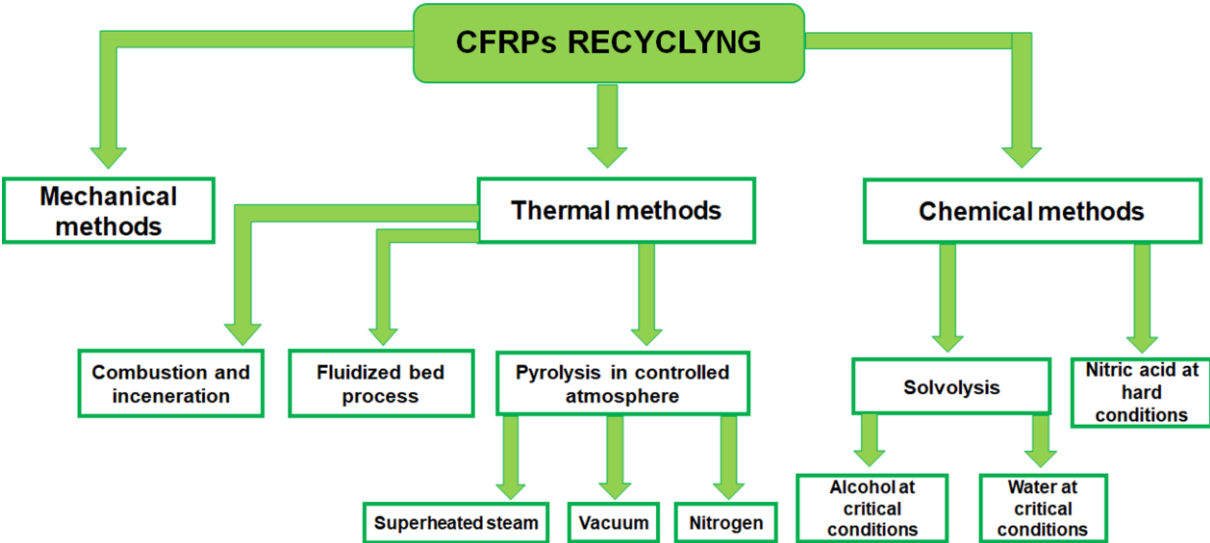 CFRPs RECYCLYNG
Mechanical
methods
Thermal methods
Chemical methods
Combustion and
inceneration
Fluidized bed
process
Pyrolysis in controlled
atmosphere
Solvolysis
Nitric acid at
hard
conditions
Superheated steam
Vacuum
Nitrogen
Alcohol at
critical
conditions
Water at
critical
conditions